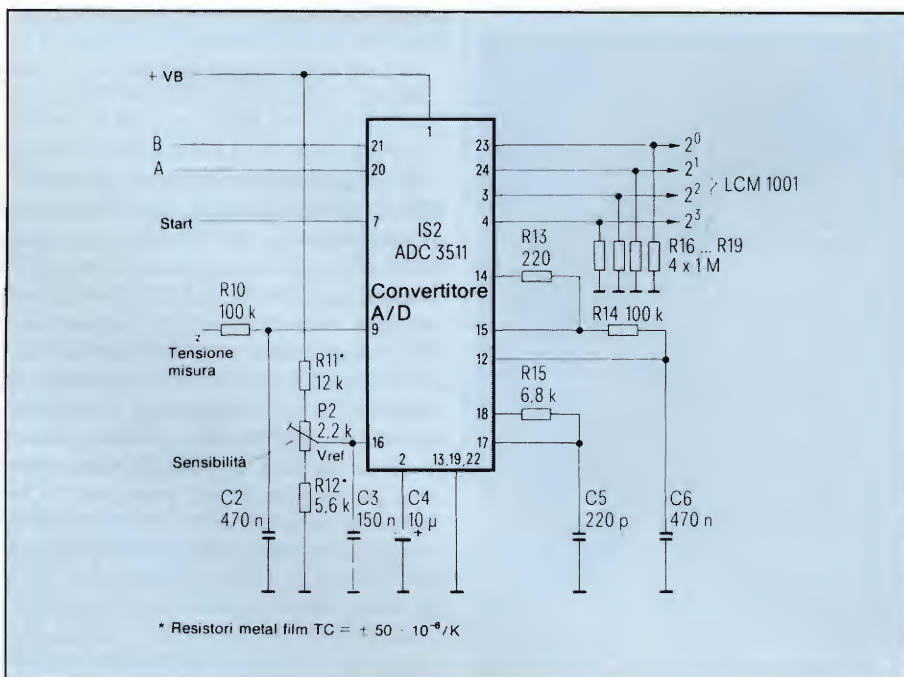 + VB
1
B
21
23
2⁰
A
20
24
2¹
3
2²
LCM 1001
Start
7
4
2³
IS2
ADC 3511
Convertitore
A/D
R13
220
R16 ... R19
4 x 1 M
14
R10
100 k
R14 100 k
9
15
Tensione
misura
12
R11*
12 k
R15
6,8 k
P2
2,2 k
18
Vref
16
17
Sensibilità
2
13,19,22
R12*
5,6 k
C2
470 n
C3
150 n
C4
10 µ
+
C5
220 p
C6
470 n
* Resistori metal film TC = + 50 · 10⁻⁶/K